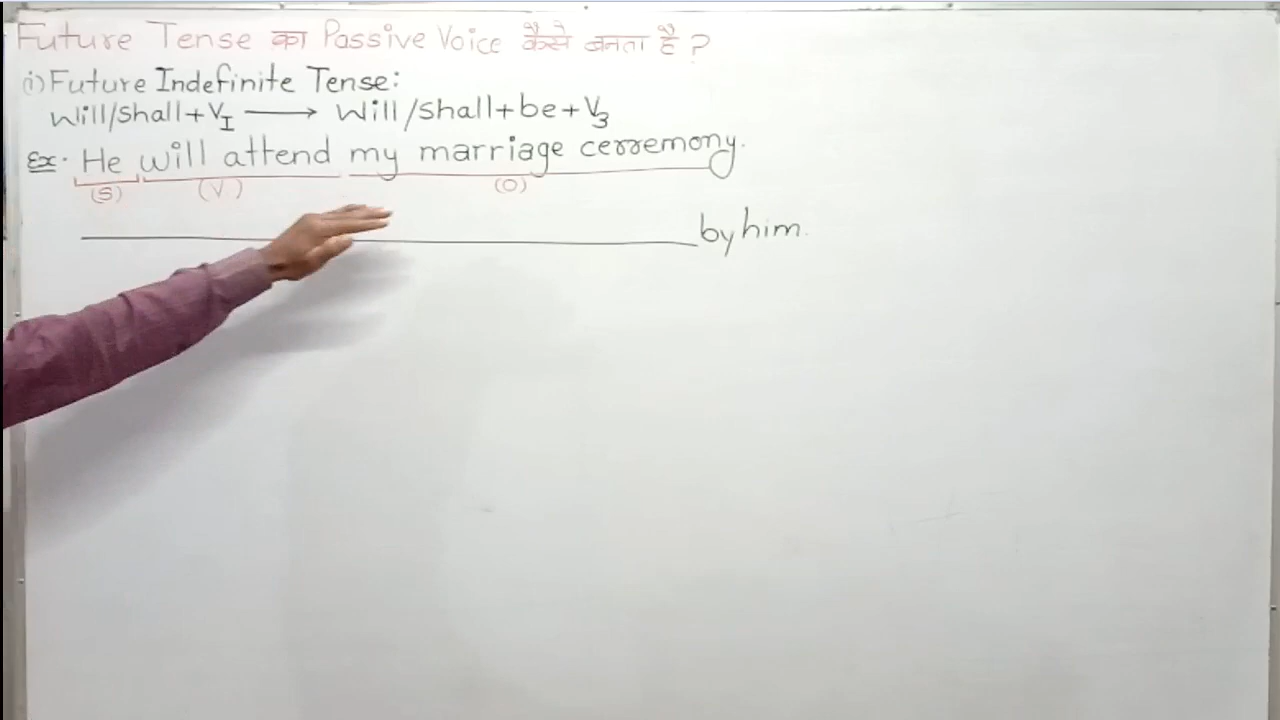 Future Tense का Passive Voice कैसे बनता है ?
i) Future Indefinite Tense:
Will/Shall+V1 ⟶ Will/Shall+be+V3
Ex. He will attend my marriage cerremony.
(S) (V) (O)
by him.